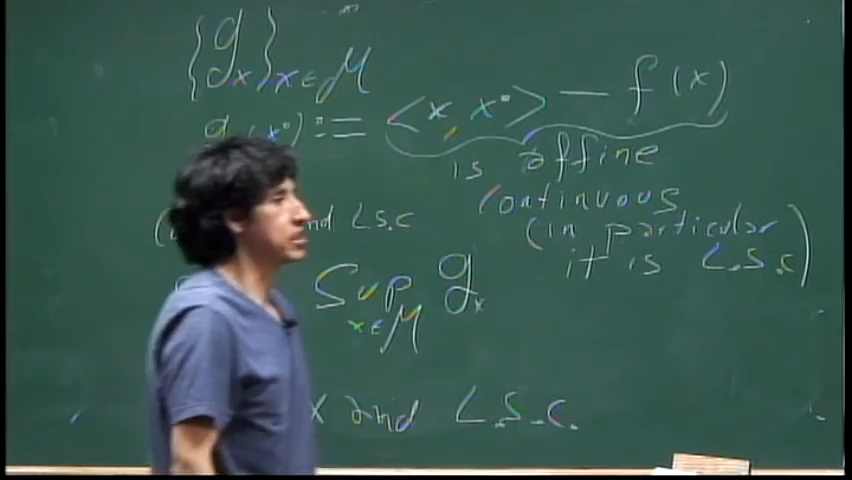 {g_x}_{x∈M}
g_x(x*) := <x, x*> — f(x)
is affine
continuous
(in particular
it is L.S.C)
and L S.C
Sup g_x
x∈M
x and L.S.C.